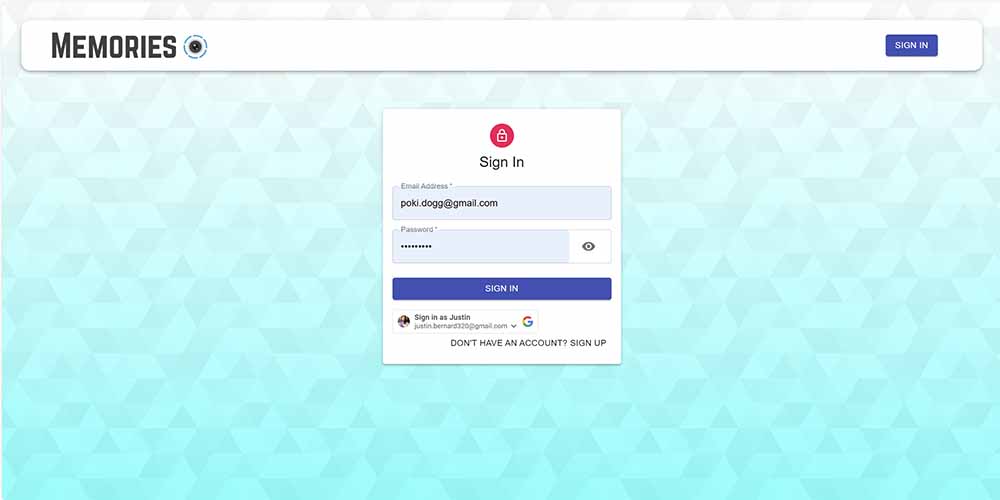 MEMORIES
SIGN IN
Sign In
Email Address *
poki.dogg@gmail.com
Password *
•••••••••
SIGN IN
Sign in as Justin
justin.bernard320@gmail.com
DON'T HAVE AN ACCOUNT? SIGN UP